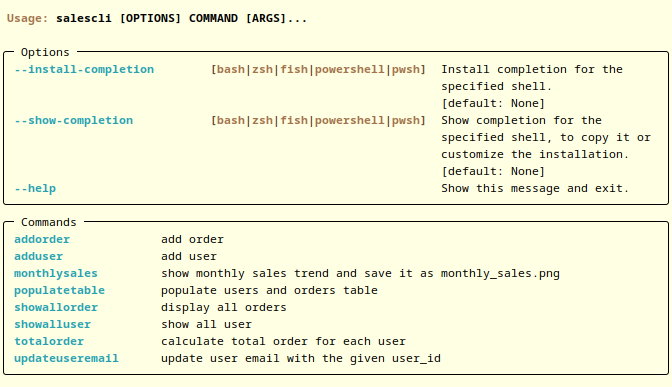 Usage: salescli [OPTIONS] COMMAND [ARGS]...
Options
--install-completion [bash|zsh|fish|powershell|pwsh] Install completion for the
specified shell.
[default: None]
--show-completion [bash|zsh|fish|powershell|pwsh] Show completion for the
specified shell, to copy it or
customize the installation.
[default: None]
--help Show this message and exit.
Commands
addorder add order
adduser add user
monthlysales show monthly sales trend and save it as monthly_sales.png
populatetable populate users and orders table
showallorder display all orders
showalluser show all user
totalorder calculate total order for each user
updateuseremail update user email with the given user_id